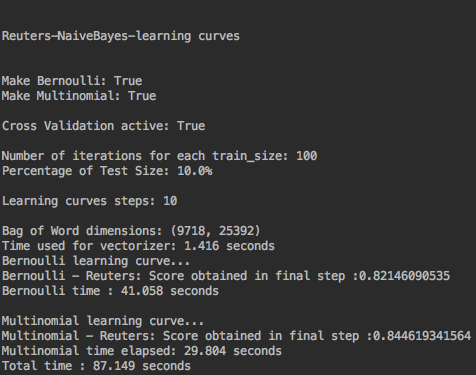 Reuters-NaiveBayes-learning curves
Make Bernoulli: True
Make Multinomial: True
Cross Validation active: True
Number of iterations for each train_size: 100
Percentage of Test Size: 10.0%
Learning curves steps: 10
Bag of Word dimensions: (9718, 25392)
Time used for vectorizer: 1.416 seconds
Bernoulli learning curve...
Bernoulli - Reuters: Score obtained in final step :0.82146090535
Bernoulli time : 41.058 seconds
Multinomial learning curve...
Multinomial - Reuters: Score obtained in final step :0.844619341564
Multinomial time elapsed: 29.804 seconds
Total time : 87.149 seconds